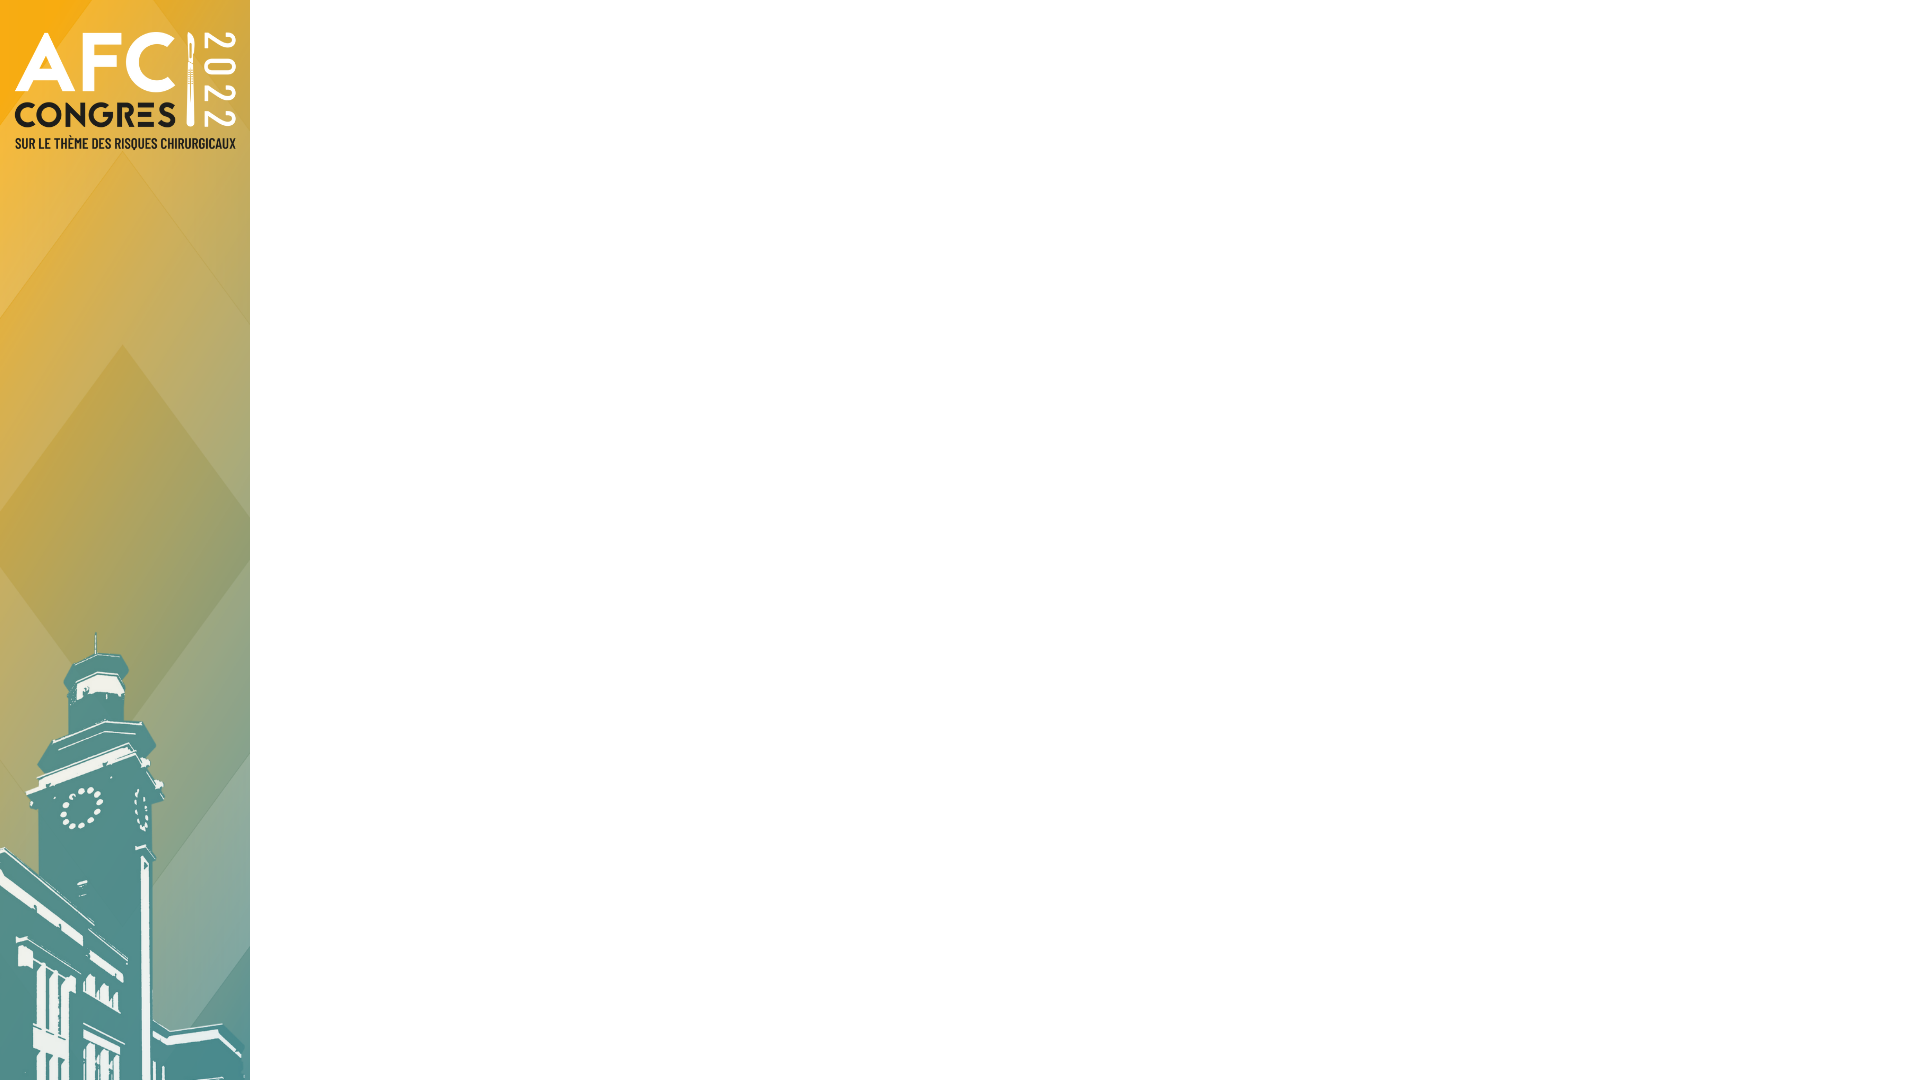 AFC
CONGRES
2022
SUR LE THÈME DES RISQUES CHIRURGICAUX